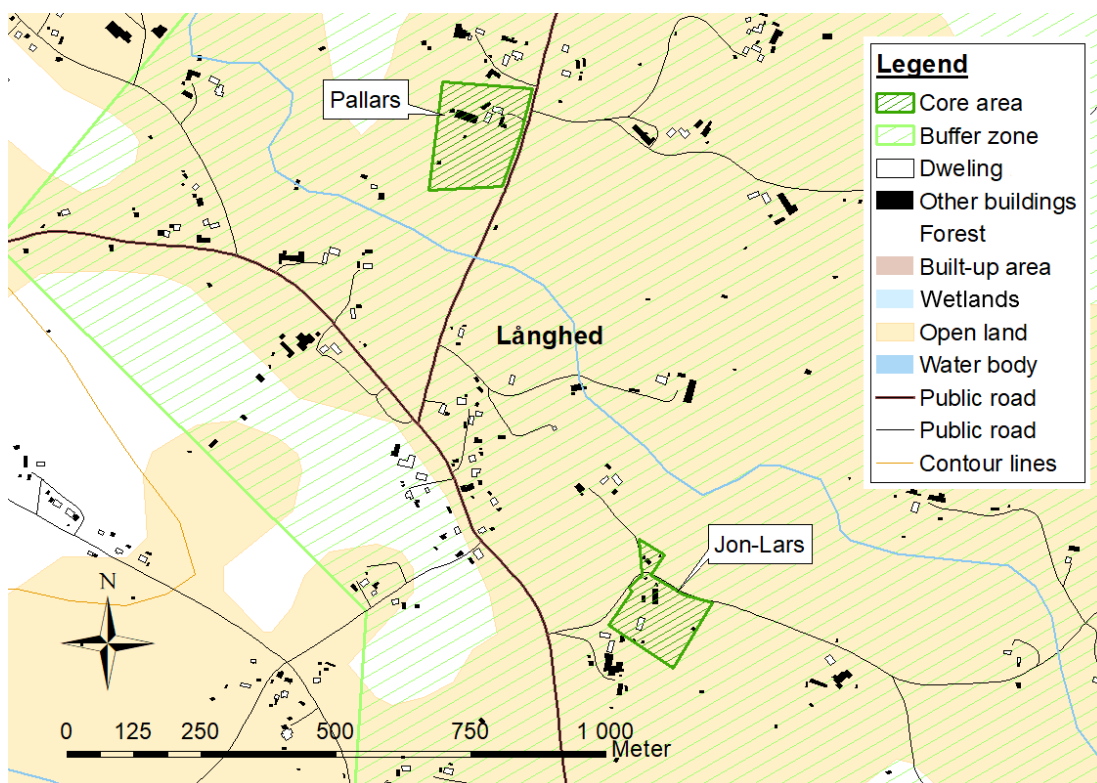 Pallars
Långhed
Jon-Lars
Legend
Core area
Buffer zone
Dweling
Other buildings
Forest
Built-up area
Wetlands
Open land
Water body
Public road
Public road
Contour lines
N
0 125 250 500 750 1 000
Meter